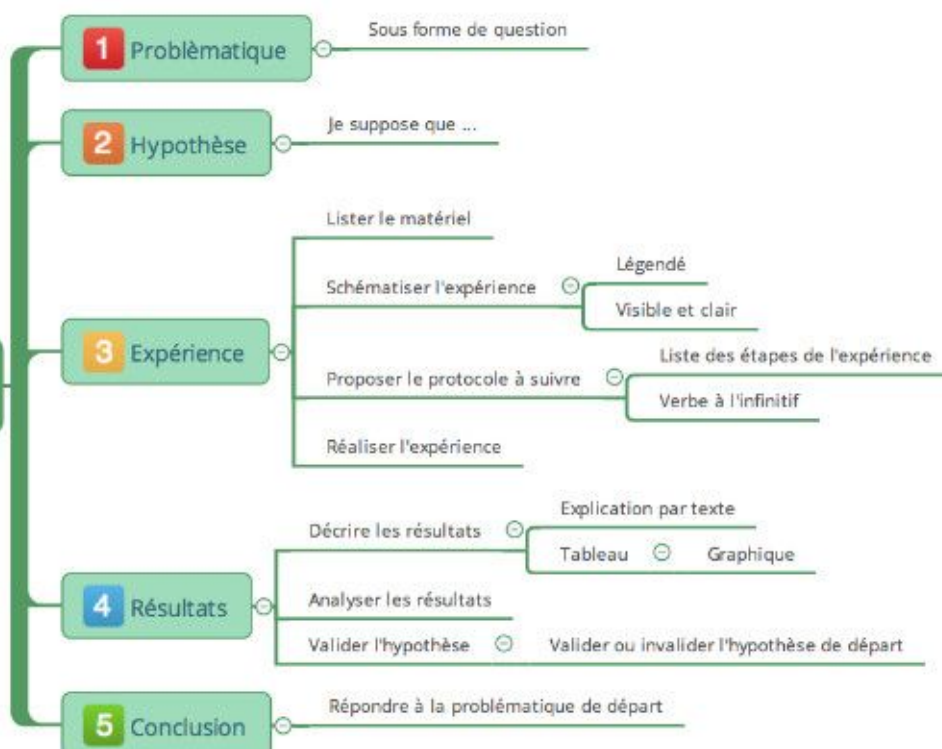 1 Problèmatique
Sous forme de question
2 Hypothèse
Je suppose que ...
3 Expérience
Lister le matériel
Schématiser l'expérience
Légendé
Visible et clair
Proposer le protocole à suivre
Liste des étapes de l'expérience
Verbe à l'infinitif
Réaliser l'expérience
4 Résultats
Décrire les résultats
Explication par texte
Tableau
Graphique
Analyser les résultats
Valider l'hypothèse
Valider ou invalider l'hypothèse de départ
5 Conclusion
Répondre à la problématique de départ